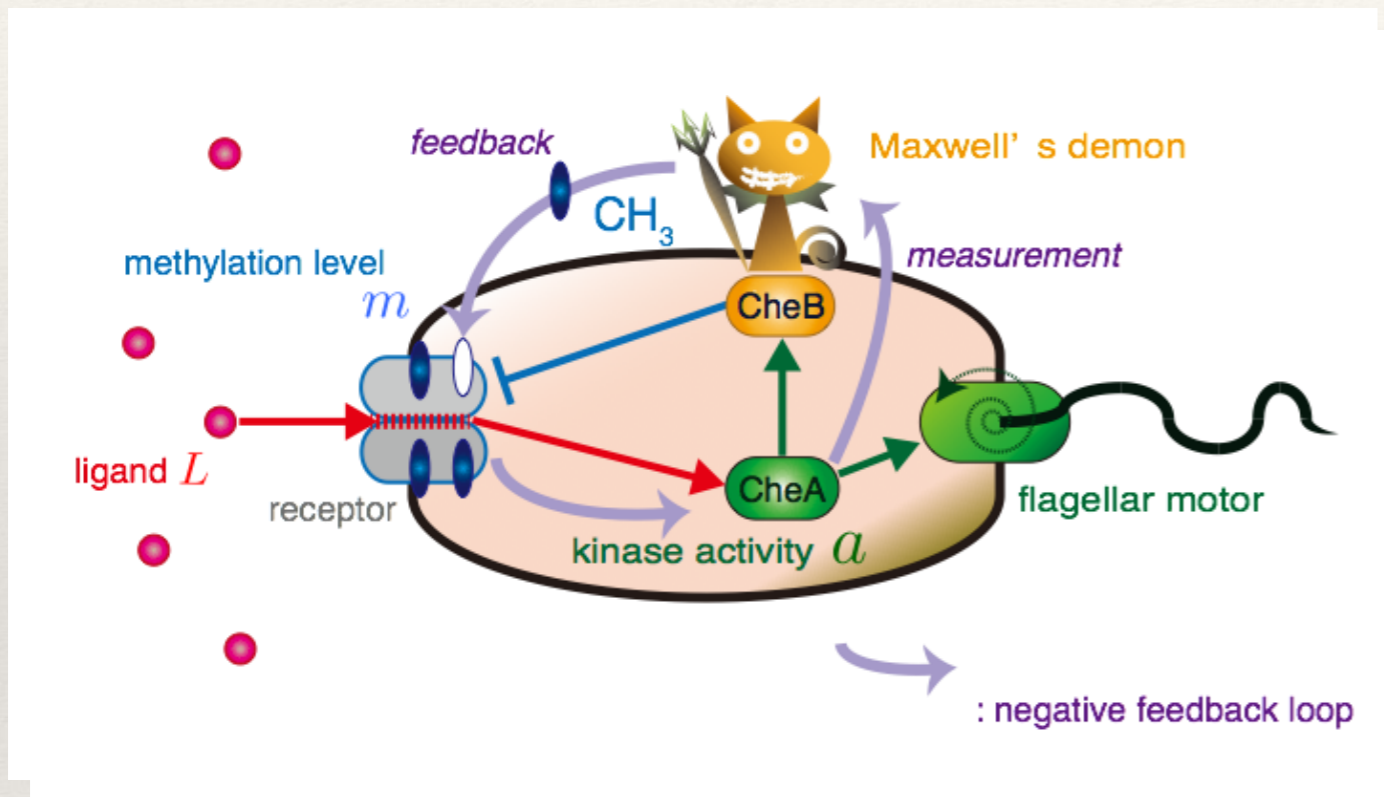 feedback
Maxwell’ s demon
CH3
methylation level
m
measurement
CheB
ligand L
receptor
CheA
flagellar motor
kinase activity a
: negative feedback loop